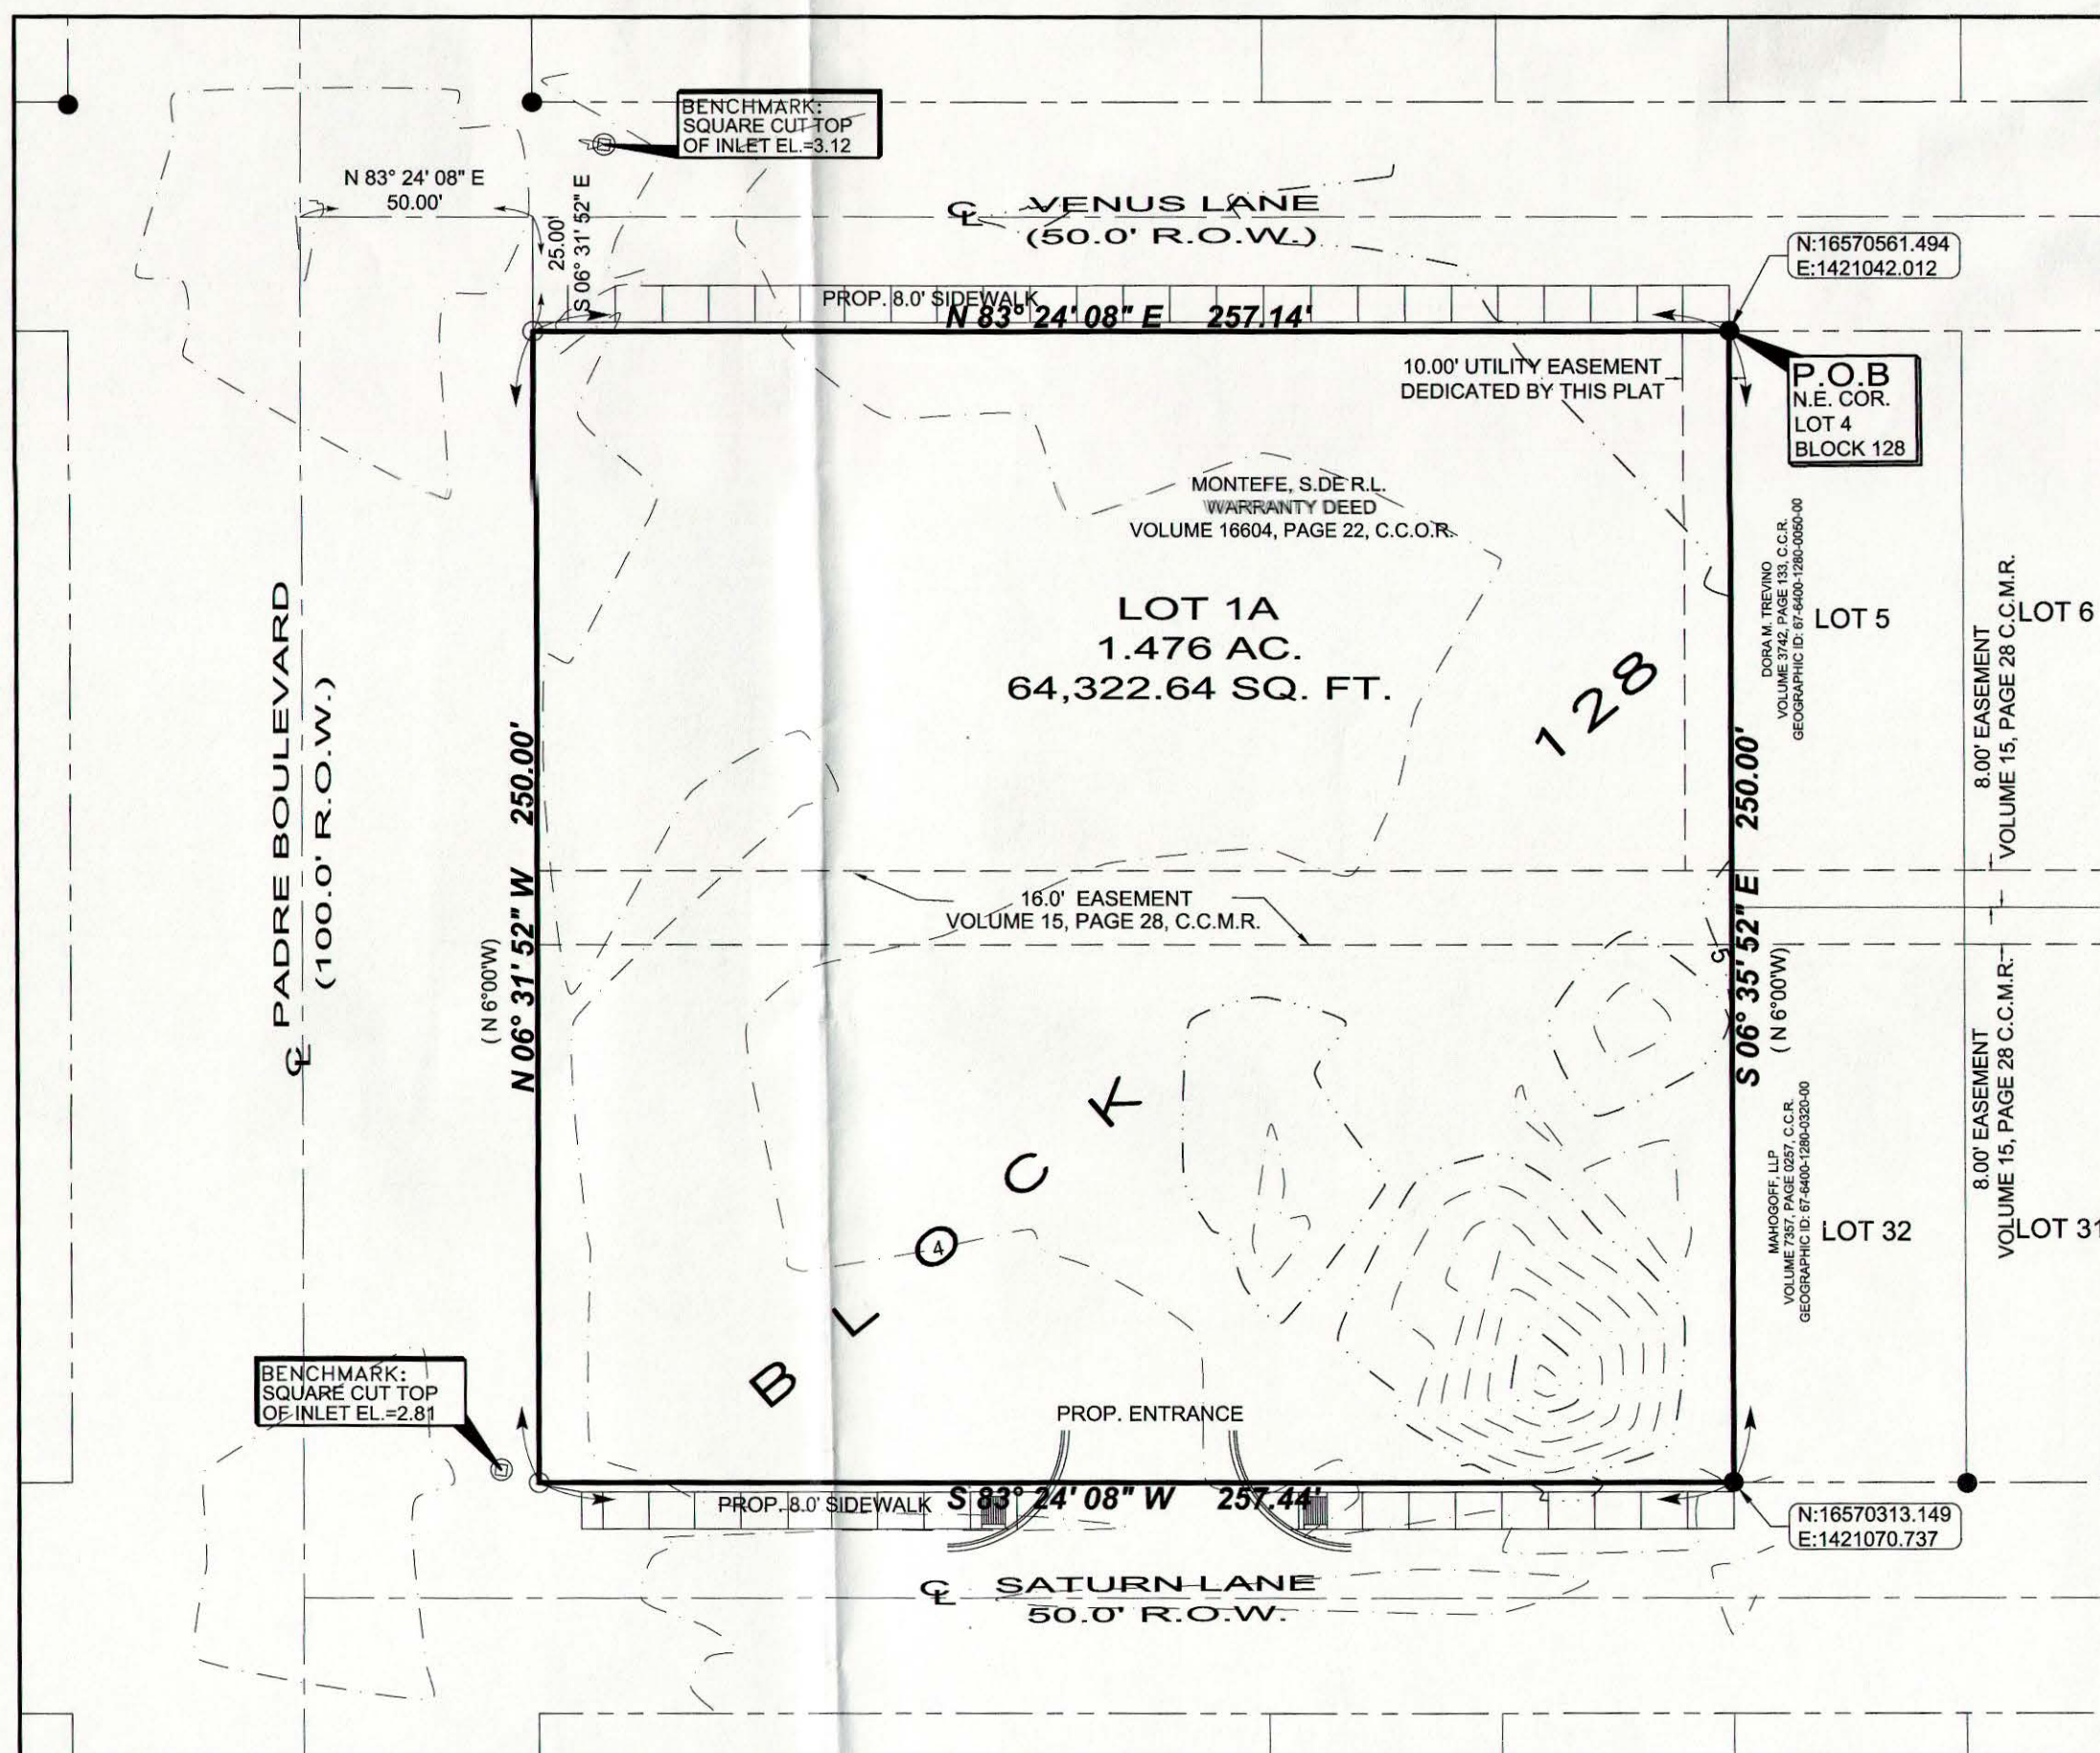 BENCHMARK:
SQUARE CUT TOP
OF INLET EL.=3.12
N 83° 24' 08" E
50.00'
25.00'
S 06° 31' 52" E
℄ VENUS LANE
(50.0' R.O.W.)
N:16570561.494
E:1421042.012
PROP. 8.0' SIDEWALK
N 83° 24' 08" E 257.14'
10.00' UTILITY EASEMENT
DEDICATED BY THIS PLAT
P.O.B
N.E. COR.
LOT 4
BLOCK 128
MONTEFE, S.DE R.L.
WARRANTY DEED
VOLUME 16604, PAGE 22, C.C.O.R.
LOT 1A
1.476 AC.
64,322.64 SQ. FT.
128
DORA M. TREVINO
VOLUME 3742, PAGE 133, C.C.R.
GEOGRAPHIC ID: 67-6400-1280-0050-00
LOT 5
LOT 6
8.00' EASEMENT
VOLUME 15, PAGE 28 C.C.M.R.
℄ PADRE BOULEVARD
(100.0' R.O.W.)
N 06° 31' 52" W 250.00'
( N 6°00'W)
S 06° 35' 52" E 250.00'
( N 6°00'W)
16.0' EASEMENT
VOLUME 15, PAGE 28, C.C.M.R.
5
BLOCK
4
MAHOGOFF, LLP
VOLUME 7357, PAGE 0257, C.C.R.
GEOGRAPHIC ID: 67-6400-1280-0320-00
LOT 32
LOT 31
8.00' EASEMENT
VOLUME 15, PAGE 28 C.C.M.R.
BENCHMARK:
SQUARE CUT TOP
OF INLET EL.=2.81
PROP. ENTRANCE
PROP. 8.0' SIDEWALK
S 83° 24' 08" W 257.44'
N:16570313.149
E:1421070.737
℄ SATURN LANE
50.0' R.O.W.